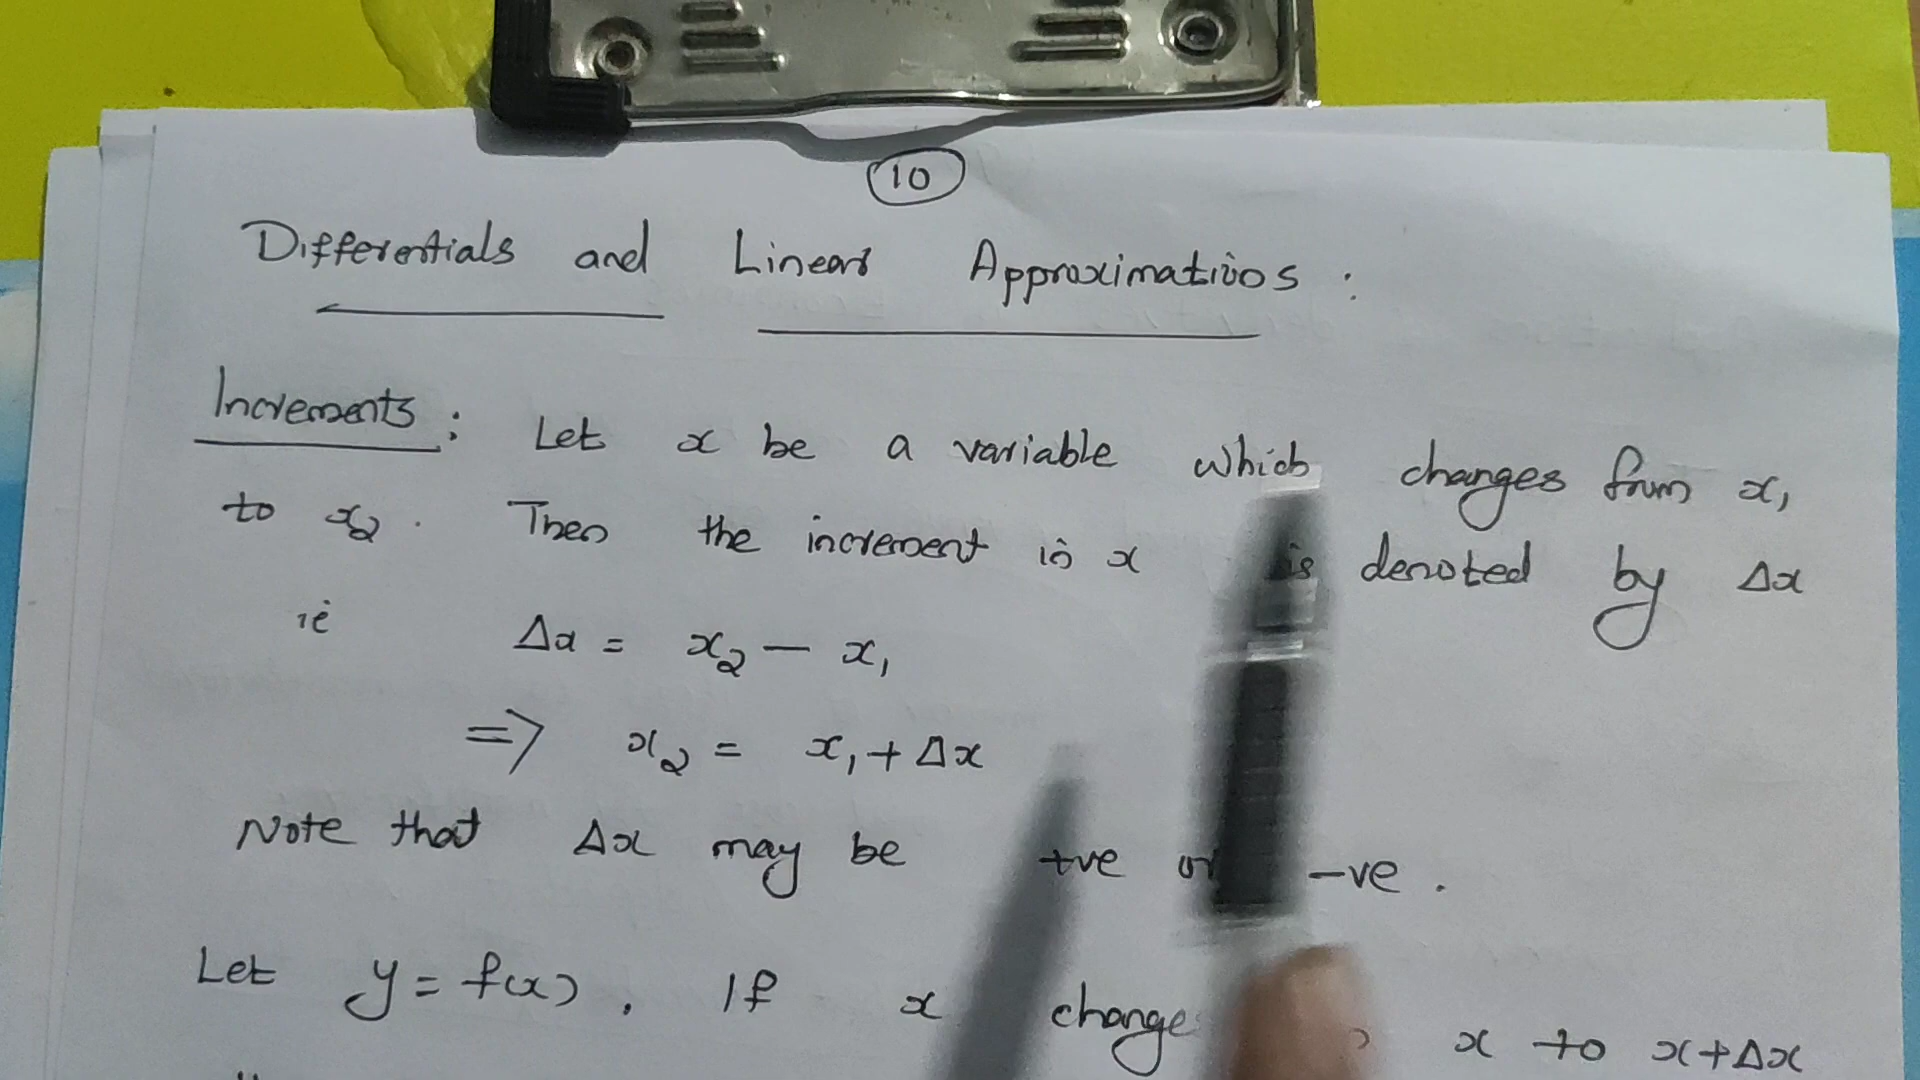 10
Differentials and Linear Approximations :
Increments : Let x be a variable which changes from x₁
to x₂. Then the increment in x is denoted by Δx
ie Δx = x₂ − x₁
=> x₂ = x₁ + Δx
Note that Δx may be +ve or −ve .
Let y = f(x) , If x change x to x+Δx